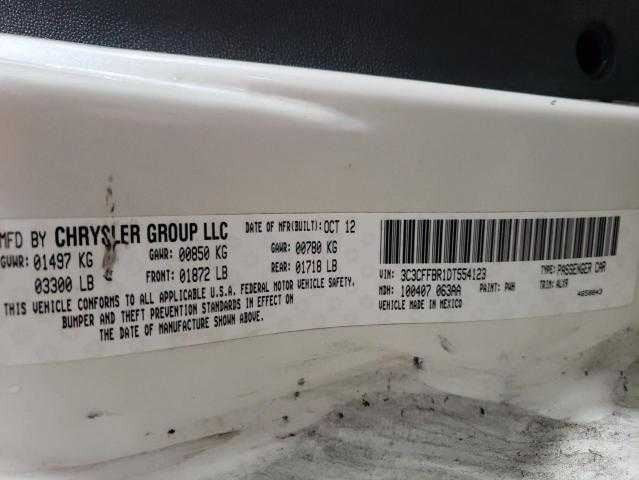 MFD BY CHRYSLER GROUP LLC DATE OF MFR(BUILT): OCT 12
GVWR: 01497 KG GAWR: 00850 KG GAWR: 00780 KG
03300 LB FRONT: 01872 LB REAR: 01718 LB
THIS VEHICLE CONFORMS TO ALL APPLICABLE U.S.A. FEDERAL MOTOR VEHICLE SAFETY,
BUMPER AND THEFT PREVENTION STANDARDS IN EFFECT ON
THE DATE OF MANUFACTURE SHOWN ABOVE.
VIN: 3C3CFFBR1DT554123 TYPE: PASSENGER CAR
MDH: 100407 063AA PAINT: PWH TRIM: ALX9
VEHICLE MADE IN MEXICO